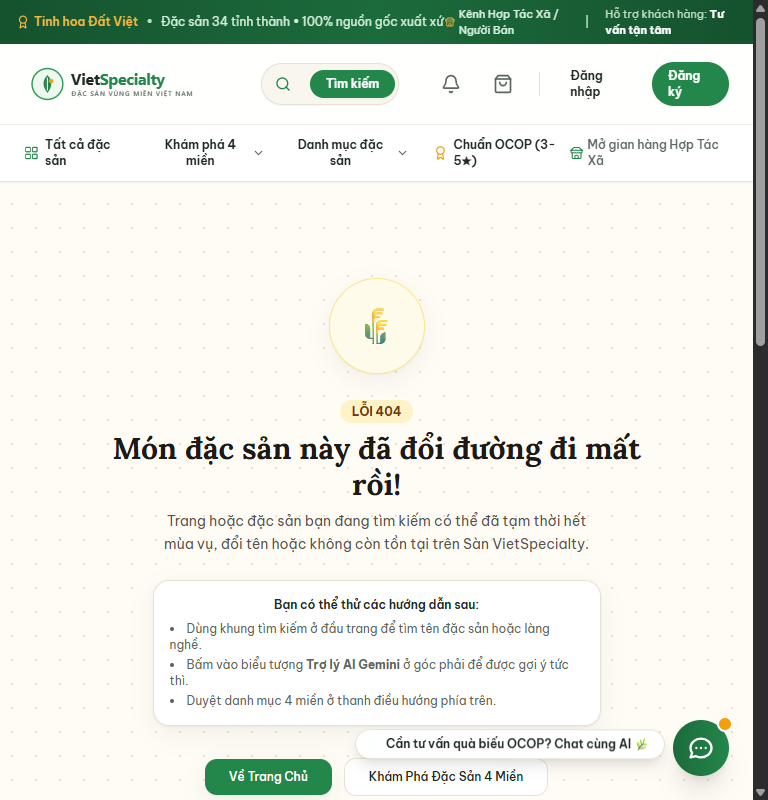 Tinh hoa Đất Việt • Đặc sản 34 tỉnh thành • 100% nguồn gốc xuất xứ
Kênh Hợp Tác Xã /
Người Bán
|
Hỗ trợ khách hàng: Tư
vấn tận tâm
VietSpecialty
ĐẶC SẢN VÙNG MIỀN VIỆT NAM
Tìm kiếm
Đăng
nhập
Đăng
ký
Tất cả đặc
sản
Khám phá 4
miền
Danh mục đặc
sản
Chuẩn OCOP (3-
5★)
Mở gian hàng Hợp Tác
Xã
LỖI 404
Món đặc sản này đã đổi đường đi mất
rồi!
Trang hoặc đặc sản bạn đang tìm kiếm có thể đã tạm thời hết
mùa vụ, đổi tên hoặc không còn tồn tại trên Sàn VietSpecialty.
Bạn có thể thử các hướng dẫn sau:
• Dùng khung tìm kiếm ở đầu trang để tìm tên đặc sản hoặc làng
nghề.
• Bấm vào biểu tượng Trợ lý AI Gemini ở góc phải để được gợi ý tức
thì.
• Duyệt danh mục 4 miền ở thanh điều hướng phía trên.
Cần tư vấn quà biếu OCOP? Chat cùng AI 🌿
Về Trang Chủ
Khám Phá Đặc Sản 4 Miền